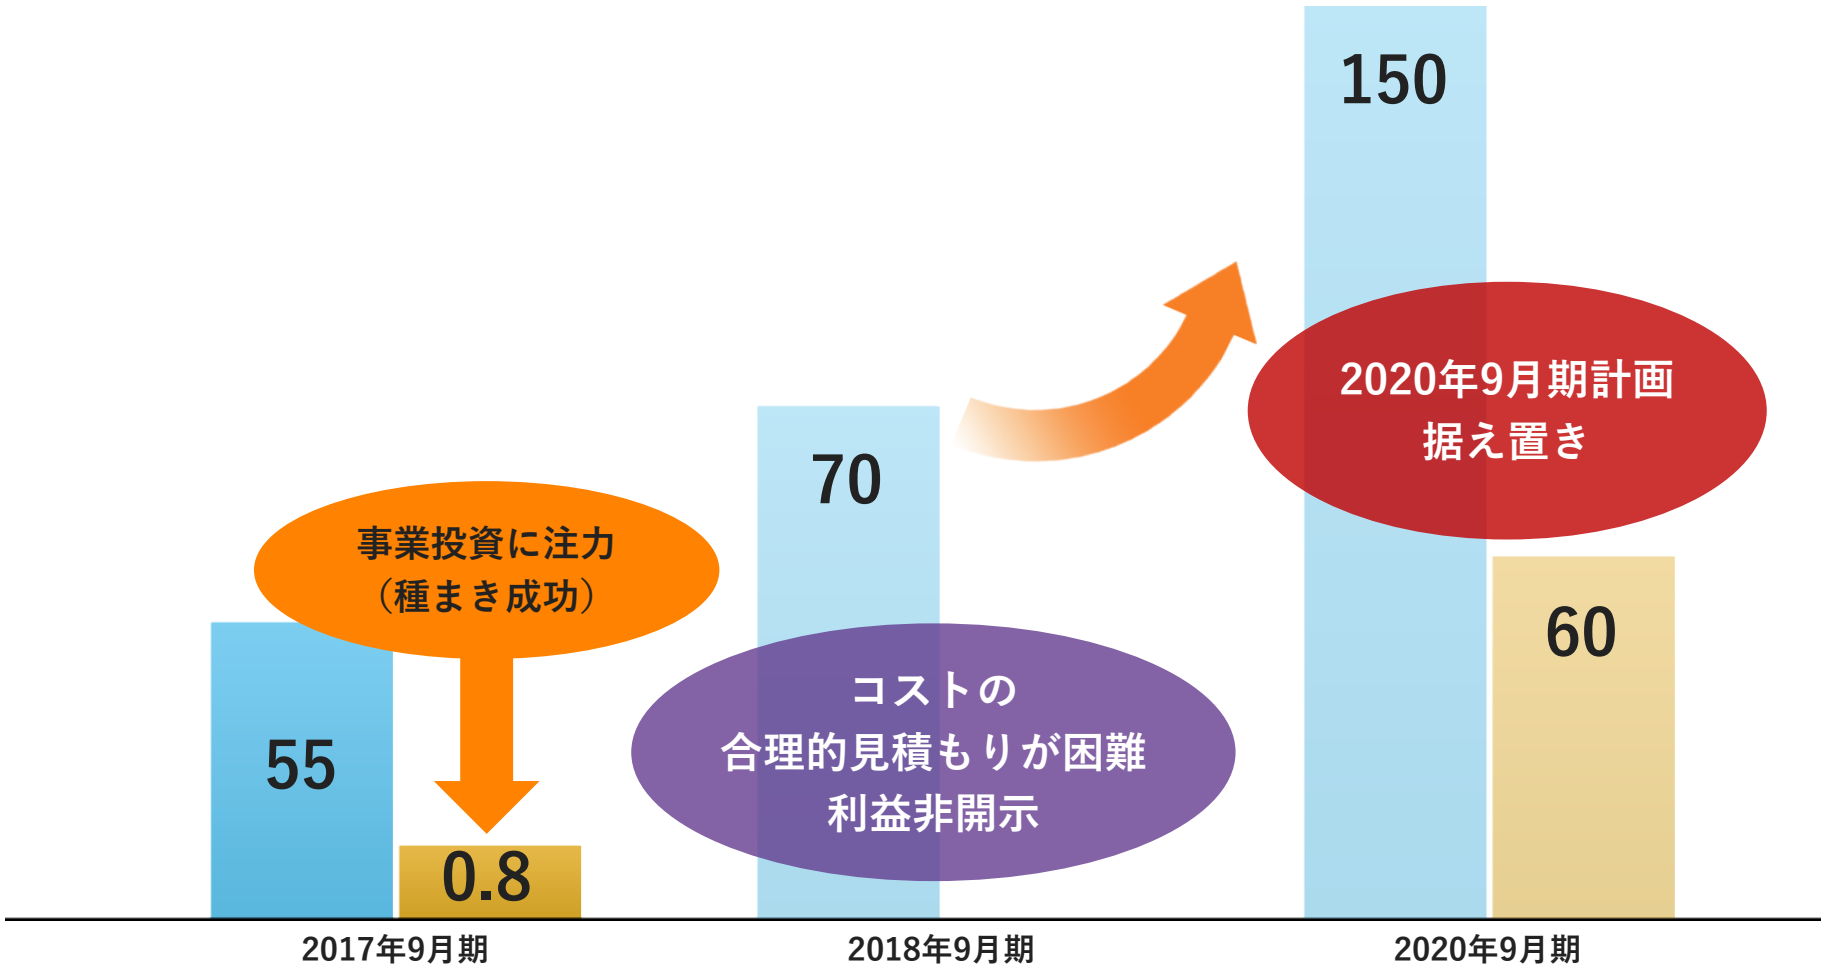 150
2020年9月期計画
据え置き
70
事業投資に注力
（種まき成功）
60
コストの
合理的見積もりが困難
利益非開示
55
0.8
2017年9月期
2018年9月期
2020年9月期